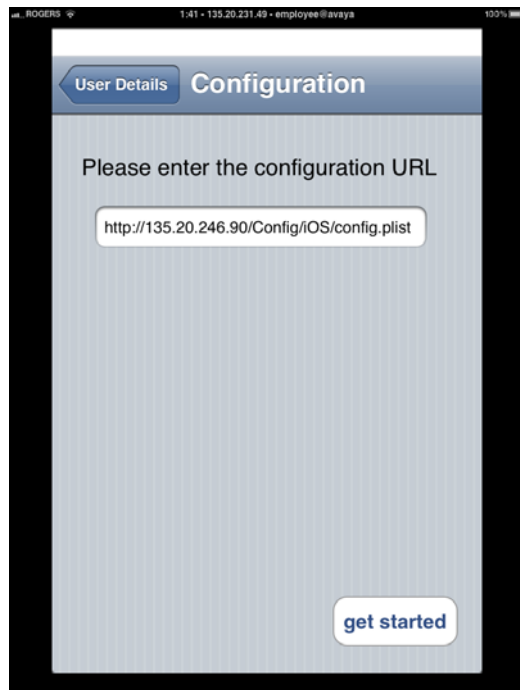 ROGERS 1:41 - 135.20.231.49 - employee@avaya 100%
User Details Configuration
Please enter the configuration URL
http://135.20.246.90/Config/iOS/config.plist
get started